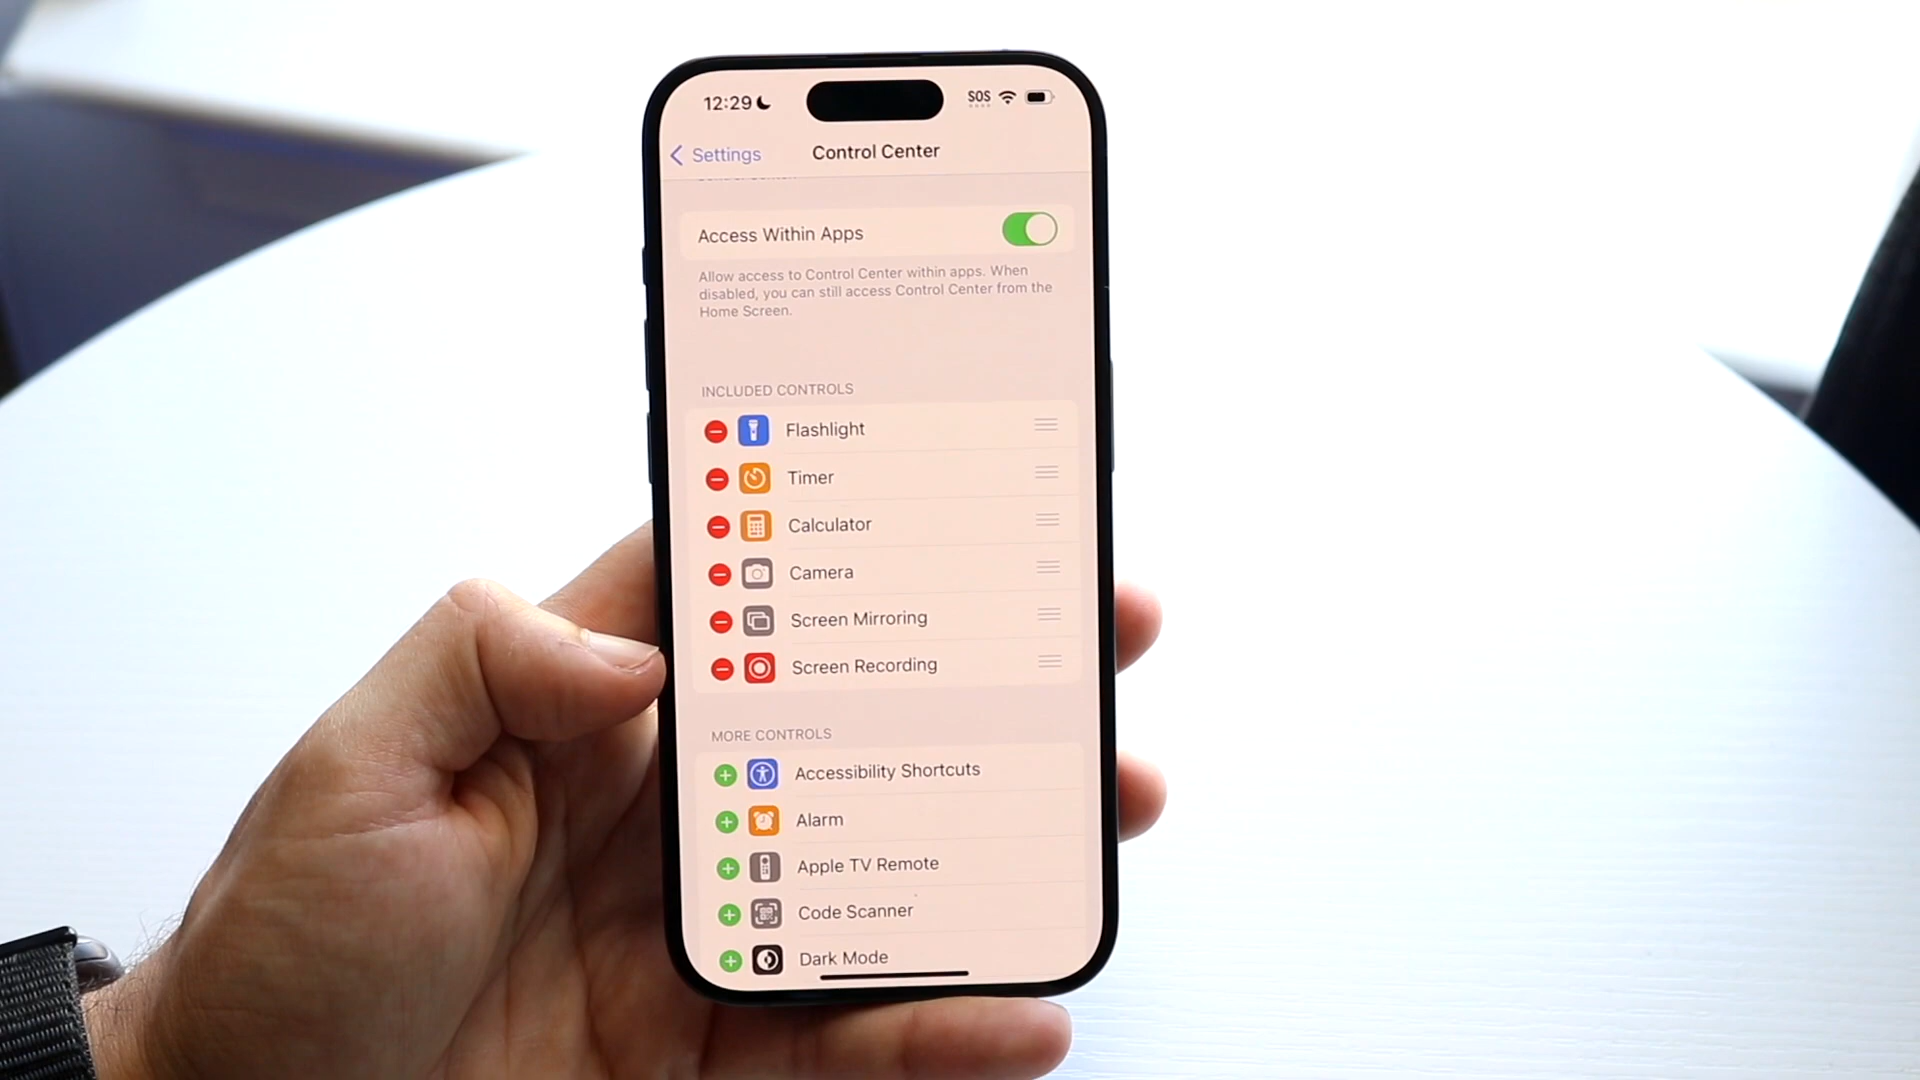 12:29
SOS
Settings
Control Center
Access Within Apps
Allow access to Control Center within apps. When
disabled, you can still access Control Center from the
Home Screen.
INCLUDED CONTROLS
Flashlight
Timer
Calculator
Camera
Screen Mirroring
Screen Recording
MORE CONTROLS
Accessibility Shortcuts
Alarm
Apple TV Remote
Code Scanner
Dark Mode